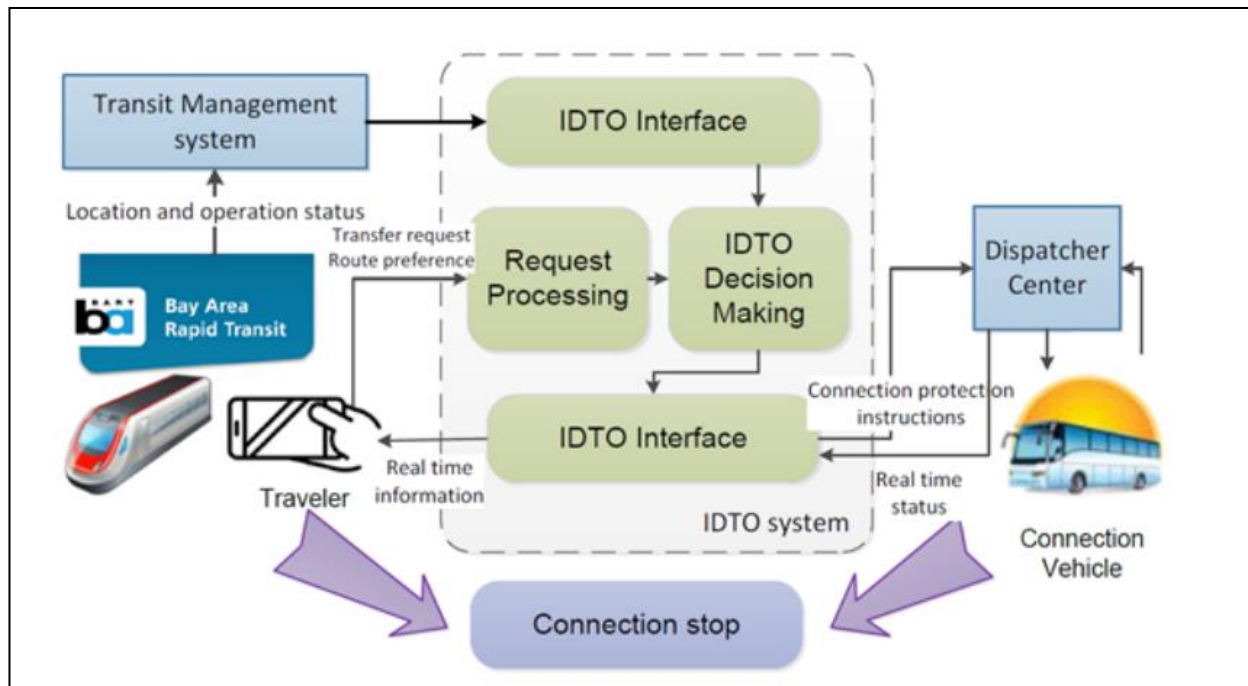 IDTO Interface
Transit Management
system
Location and operation status
Transfer request
Route preference
BART
ba
Bay Area
Rapid Transit
Request
Processing
IDTO
Decision
Making
Dispatcher
Center
Connection protection
instructions
IDTO Interface
Real time
information
Traveler
Real time
status
IDTO system
Connection
Vehicle
Connection stop